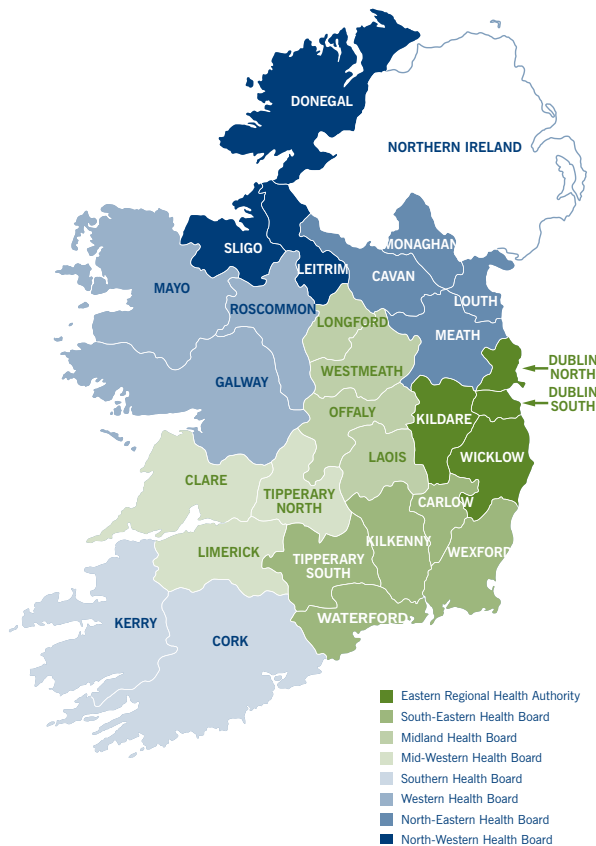 DONEGAL
NORTHERN IRELAND
MONAGHAN
SLIGO
LEITRIM
CAVAN
MAYO
ROSCOMMON
LOUTH
LONGFORD
MEATH
DUBLIN
NORTH
WESTMEATH
GALWAY
DUBLIN
SOUTH
OFFALY
KILDARE
LAOIS
WICKLOW
CLARE
TIPPERARY
NORTH
CARLOW
KILKENNY
LIMERICK
WEXFORD
TIPPERARY
SOUTH
WATERFORD
KERRY
CORK
Eastern Regional Health Authority
South-Eastern Health Board
Midland Health Board
Mid-Western Health Board
Southern Health Board
Western Health Board
North-Eastern Health Board
North-Western Health Board